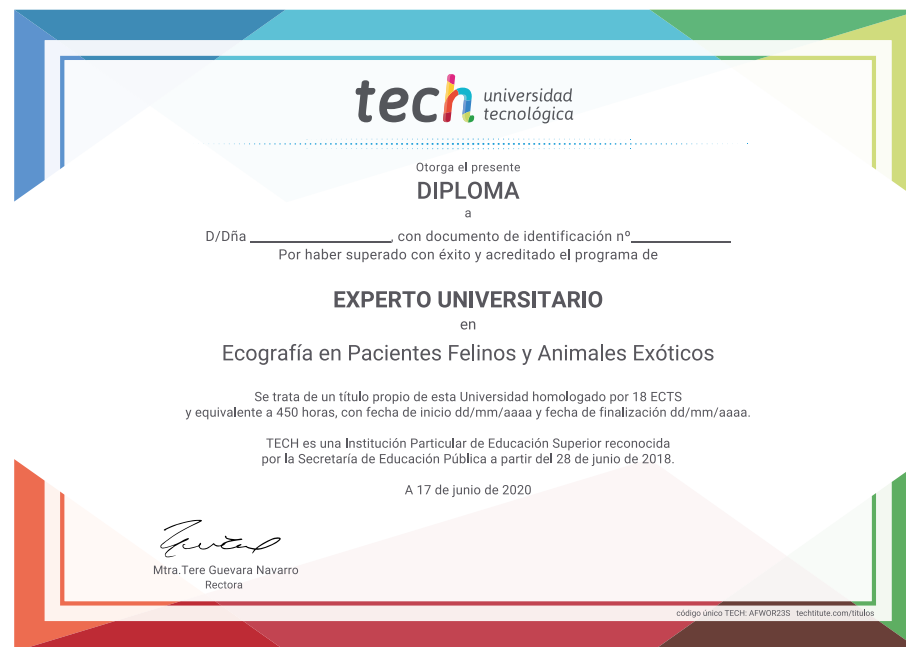 tech universidad
tecnológica
Otorga el presente
DIPLOMA
a
D/Dña ____________________, con documento de identificación nº______________
Por haber superado con éxito y acreditado el programa de
EXPERTO UNIVERSITARIO
en
Ecografía en Pacientes Felinos y Animales Exóticos
Se trata de un título propio de esta Universidad homologado por 18 ECTS
y equivalente a 450 horas, con fecha de inicio dd/mm/aaaa y fecha de finalización dd/mm/aaaa.
TECH es una Institución Particular de Educación Superior reconocida
por la Secretaría de Educación Pública a partir del 28 de junio de 2018.
A 17 de junio de 2020
Mtra.Tere Guevara Navarro
Rectora
código único TECH: AFWOR23S techtitute.com/títulos